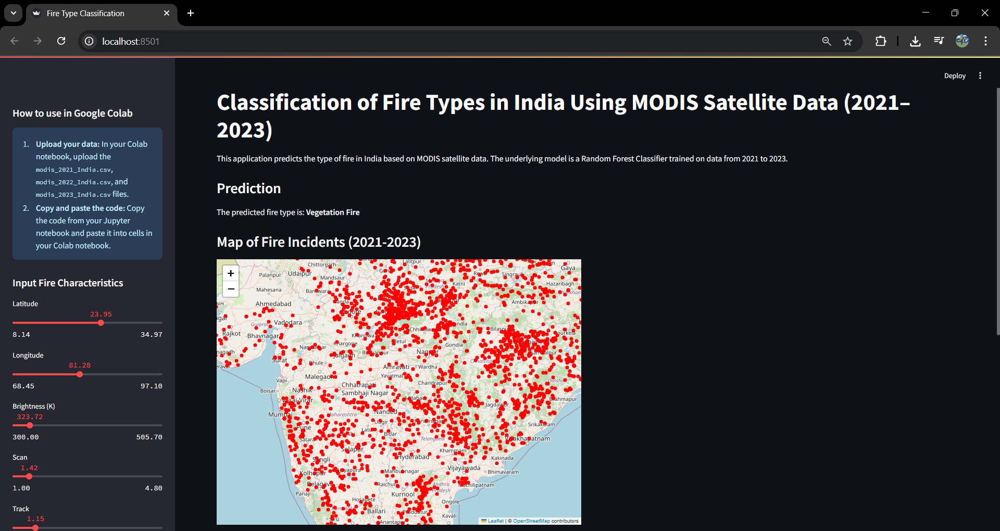 Fire Type Classification
localhost:8501
Deploy
How to use in Google Colab
1. Upload your data: In your Colab
notebook, upload the
modis_2021_India.csv,
modis_2022_India.csv, and
modis_2023_India.csv files.
2. Copy and paste the code: Copy
the code from your Jupyter
notebook and paste it into cells in
your Colab notebook.
Input Fire Characteristics
Latitude
23.95
8.14 34.97
Longitude
81.28
68.45 97.10
Brightness (K)
323.72
300.00 505.70
Scan
1.42
1.00 4.80
Track
1.15
Classification of Fire Types in India Using MODIS Satellite Data (2021–
2023)
This application predicts the type of fire in India based on MODIS satellite data. The underlying model is a Random Forest Classifier trained on data from 2021 to 2023.
Prediction
The predicted fire type is: Vegetation Fire
Map of Fire Incidents (2021-2023)
+
−
Lalitpur
Chittorgarh
Gaya
Palanpur
Udaipur
Singrauli
Mandsaur
Katni
Hazaribagh
Mahesana
Banswara
Pradesh
Ahmedabad
Ambikapur
Gujarat
Vadodara
Rajkot
Bhavnagar
Bilaspur
Khandwa
Khargone
Betul
Gondia
Surat
Dhule
Amravati
Wardha
Malegaon
Yavatmal
Vapi
Chandrapur
Odisha
Boisar
Nashik
Chhatrapati
Sambhaji Nagar
Vasai-Virar
Jagdalpur
Brahmapur
Mumbai
Maharashtra
Nanded
Udgir
Karimnagar
Srikakulam
Pune
Bidar
Satara
Telangana
Visakhapatnam
Solapur
Khammam
Sangli
Hyderabad
Kakinada
Kolhapur
Mahbubnagar
Vijayawada
Bhimavaram
Belagavi
Raichur
Andhra
Pradesh
Machilipatnam
Panaji
Kurnool
Hosapete
Ongole
Karnataka
Ballari
Proddatur
Kavali
Sirsi
Anantapur
Leaflet | © OpenStreetMap contributors